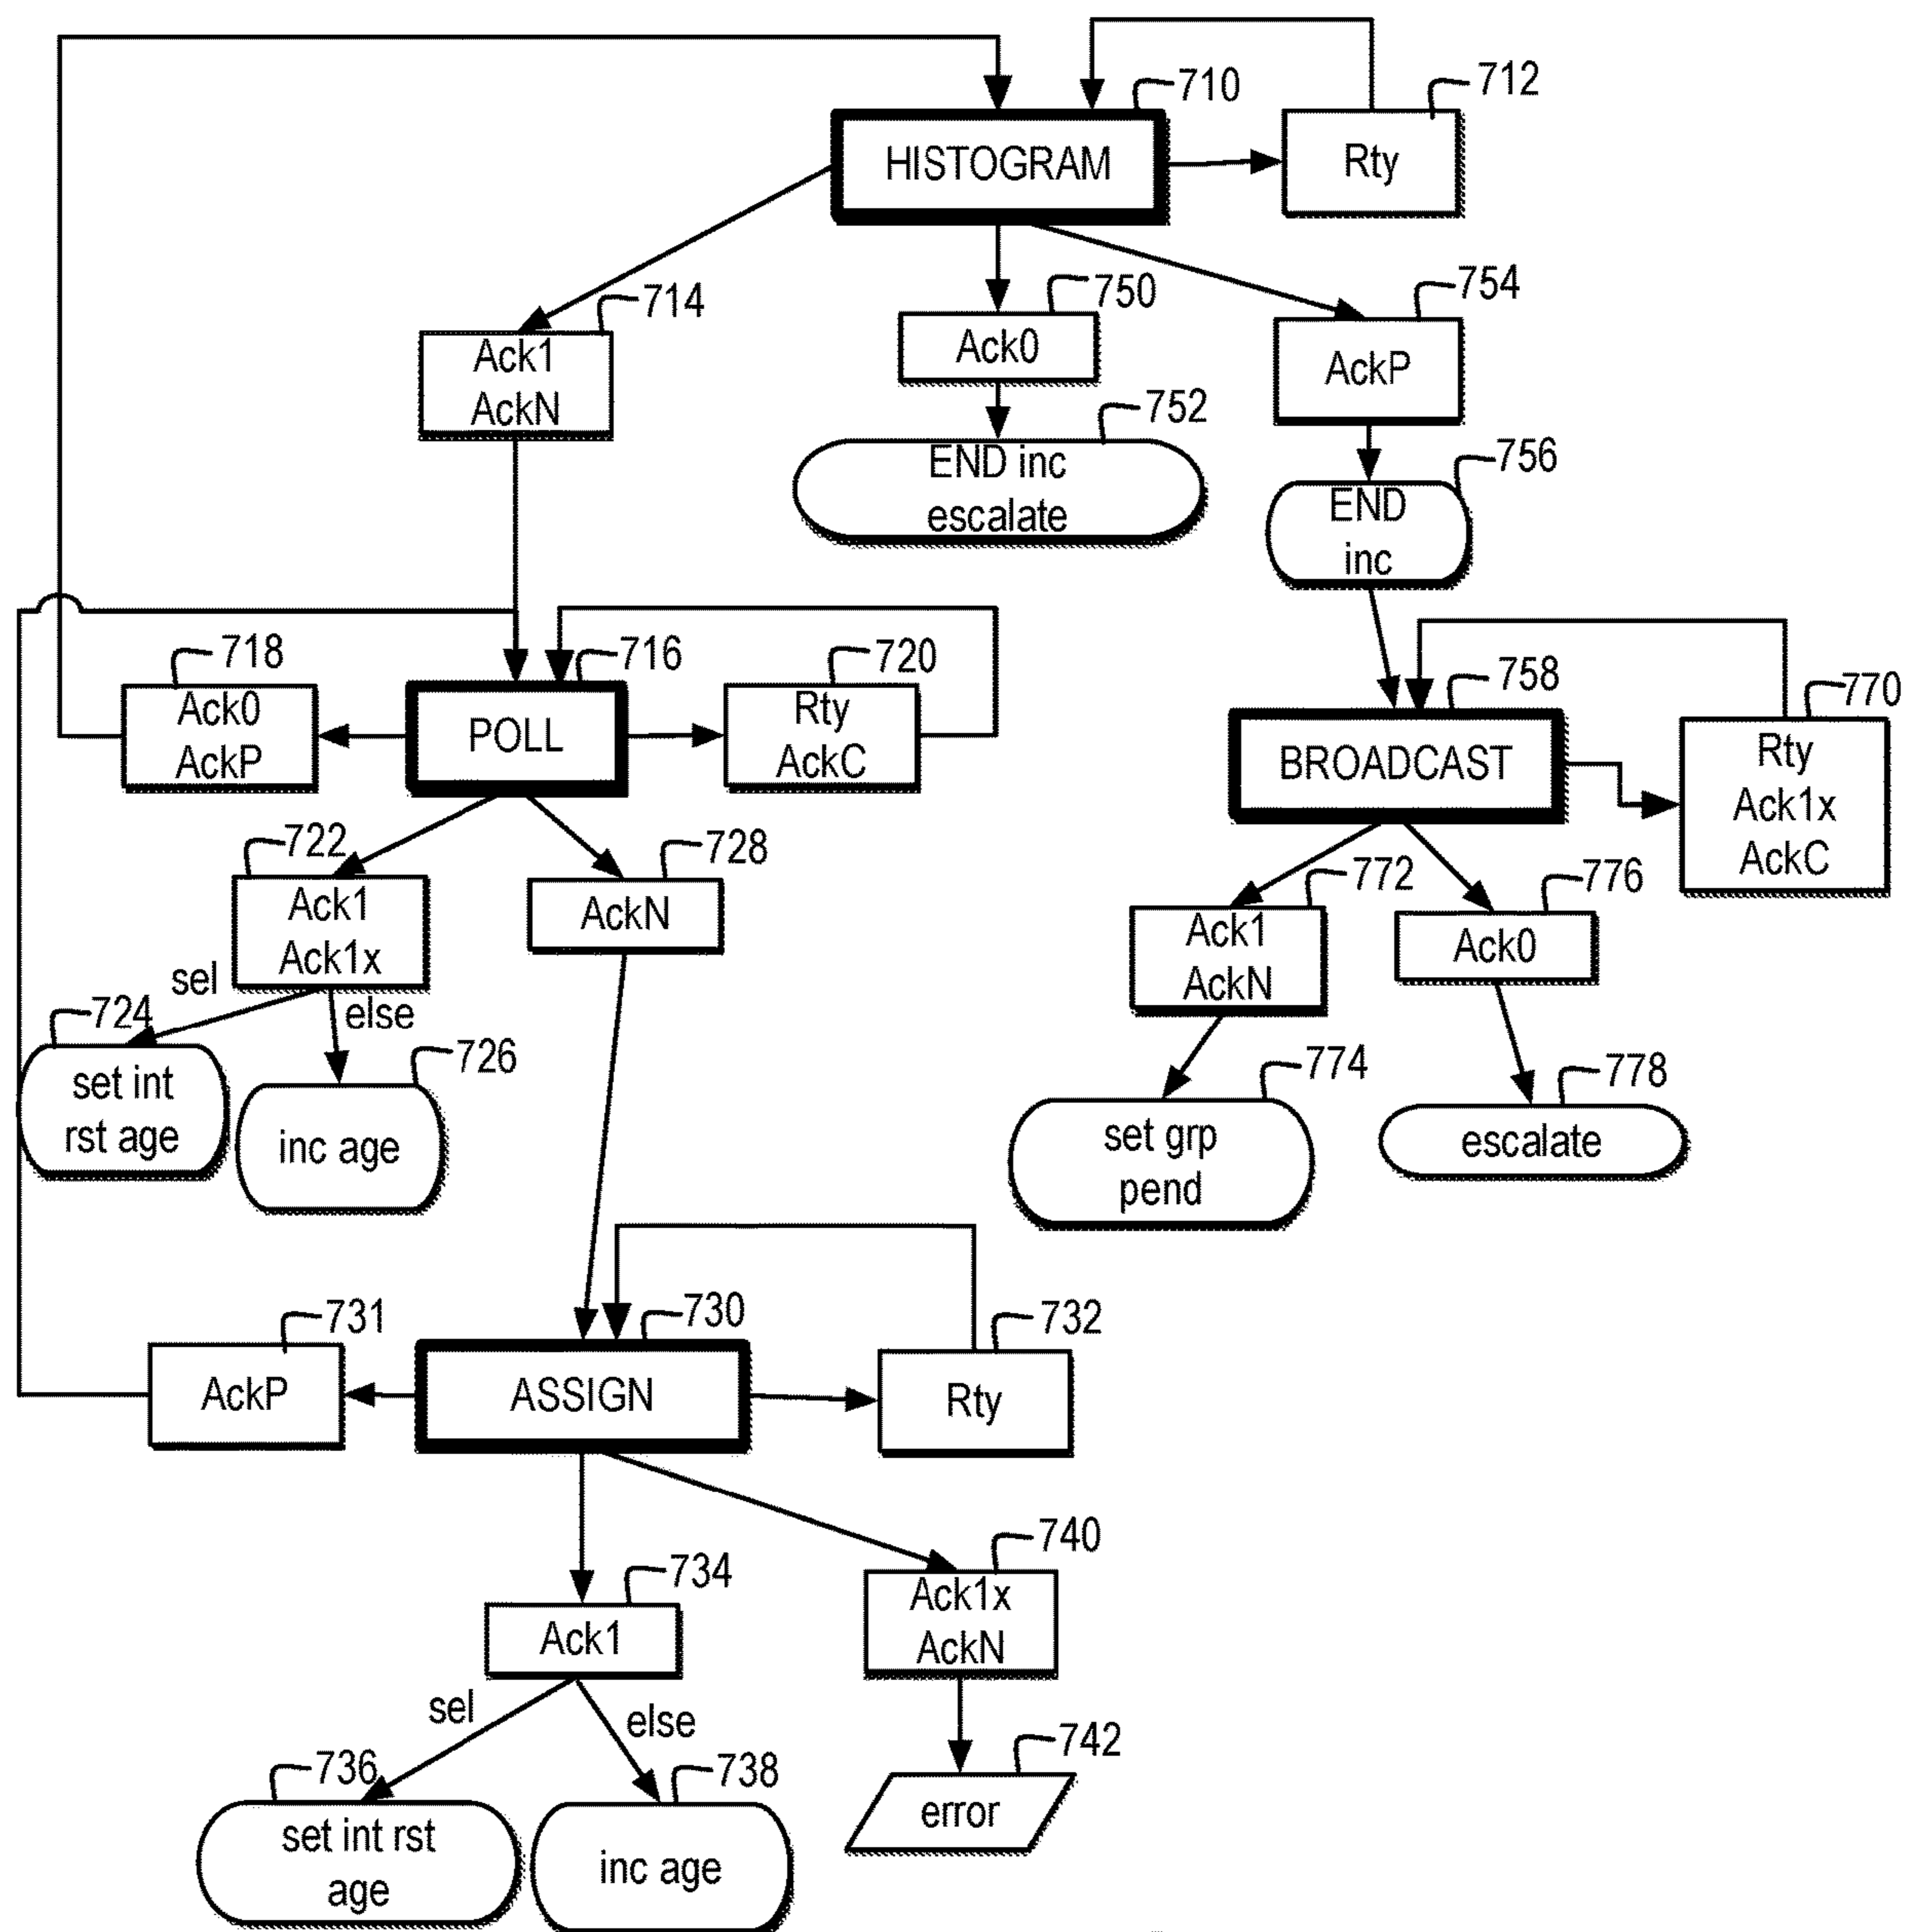 710
712
HISTOGRAM
Rty
714
Ack1
AckN
750
Ack0
754
AckP
752
END inc
escalate
756
END
inc
718
Ack0
AckP
716
POLL
720
Rty
AckC
758
BROADCAST
770
Rty
Ack1x
AckC
722
Ack1
Ack1x
728
AckN
772
Ack1
AckN
776
Ack0
sel
else
724
set int
rst age
726
inc age
774
set grp
pend
778
escalate
731
AckP
730
ASSIGN
732
Rty
734
Ack1
740
Ack1x
AckN
sel
else
736
set int rst
age
738
inc age
742
error